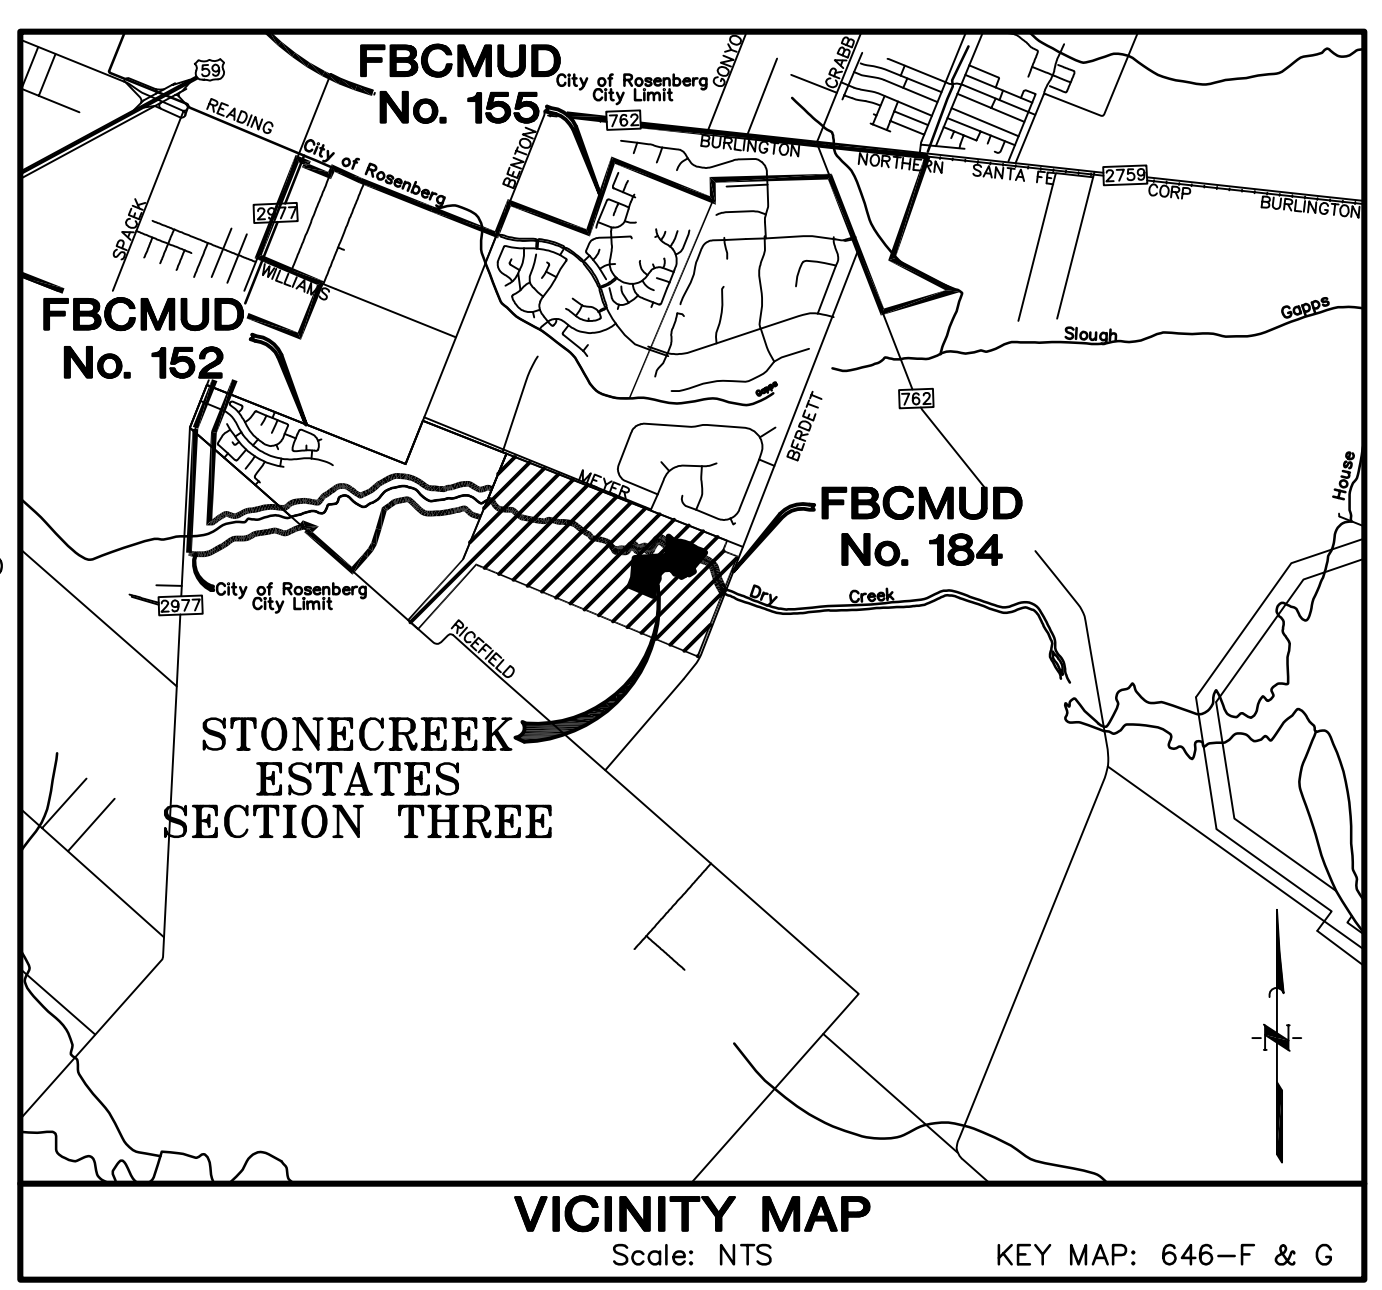 FBCMUD
No. 155
City of Rosenberg
City Limit
GONYO
CRABB
59
READING
762
BURLINGTON
NORTHERN
SANTA FE
2759
CORP
BURLINGTON
City of Rosenberg
BENTON
2977
SPACEK
WILLIAMS
FBCMUD
No. 152
Gapps
Slough
Gapps
762
BERDETT
House
MEYER
FBCMUD
No. 184
City of Rosenberg
City Limit
2977
Dry
Creek
RICEFIELD
STONECREEK
ESTATES
SECTION THREE
N
VICINITY MAP
Scale: NTS
KEY MAP: 646-F & G